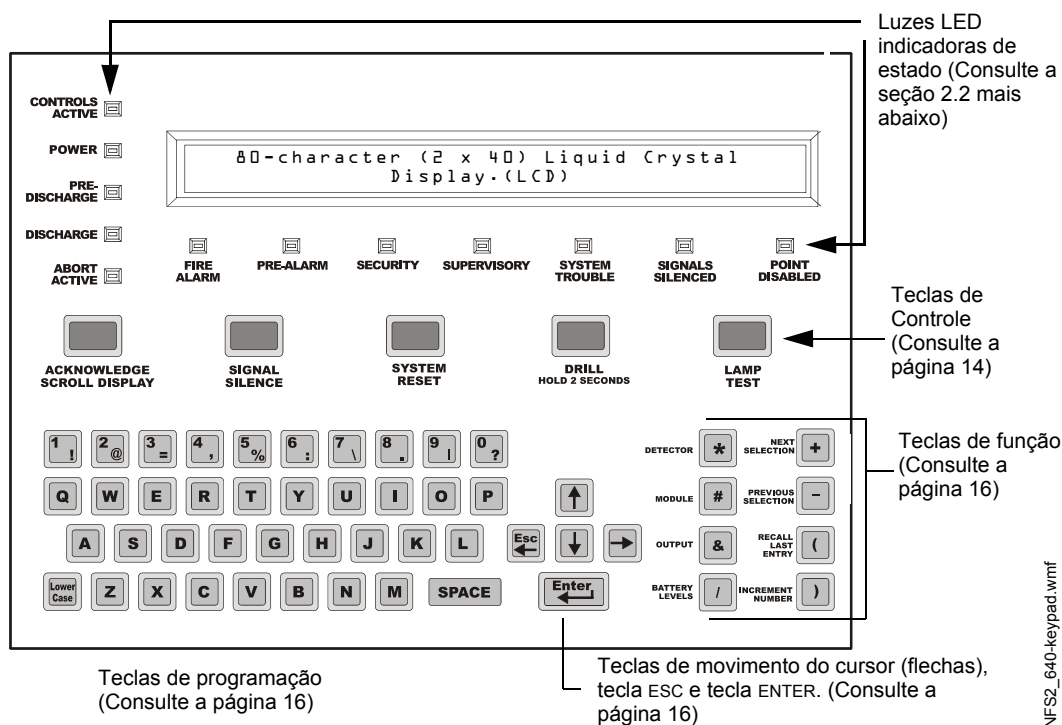 Luzes LED
indicadoras de
estado (Consulte a
seção 2.2 mais
abaixo)
CONTROLS
ACTIVE
POWER
PRE-
DISCHARGE
DISCHARGE
ABORT
ACTIVE
80-character (2 x 40) Liquid Crystal
Display.(LCD)
FIRE
ALARM
PRE-ALARM
SECURITY
SUPERVISORY
SYSTEM
TROUBLE
SIGNALS
SILENCED
POINT
DISABLED
Teclas de
Controle
(Consulte a
página 14)
ACKNOWLEDGE
SCROLL DISPLAY
SIGNAL
SILENCE
SYSTEM
RESET
DRILL
HOLD 2 SECONDS
LAMP
TEST
1 ! 2 @ 3 = 4 , 5 % 6 : 7 \ 8 . 9 | 0 ?
Q W E R T Y U I O P
A S D F G H J K L Esc
Lower
Case
Z X C V B N M SPACE Enter
DETECTOR * NEXT
SELECTION +
MODULE # PREVIOUS
SELECTION -
OUTPUT & RECALL
LAST
ENTRY (
BATTERY
LEVELS / INCREMENT
NUMBER )
Teclas de função
(Consulte a
página 16)
Teclas de programação
(Consulte a página 16)
Teclas de movimento do cursor (flechas),
tecla ESC e tecla ENTER. (Consulte a
página 16)
NFS2_640-keypad.wmf